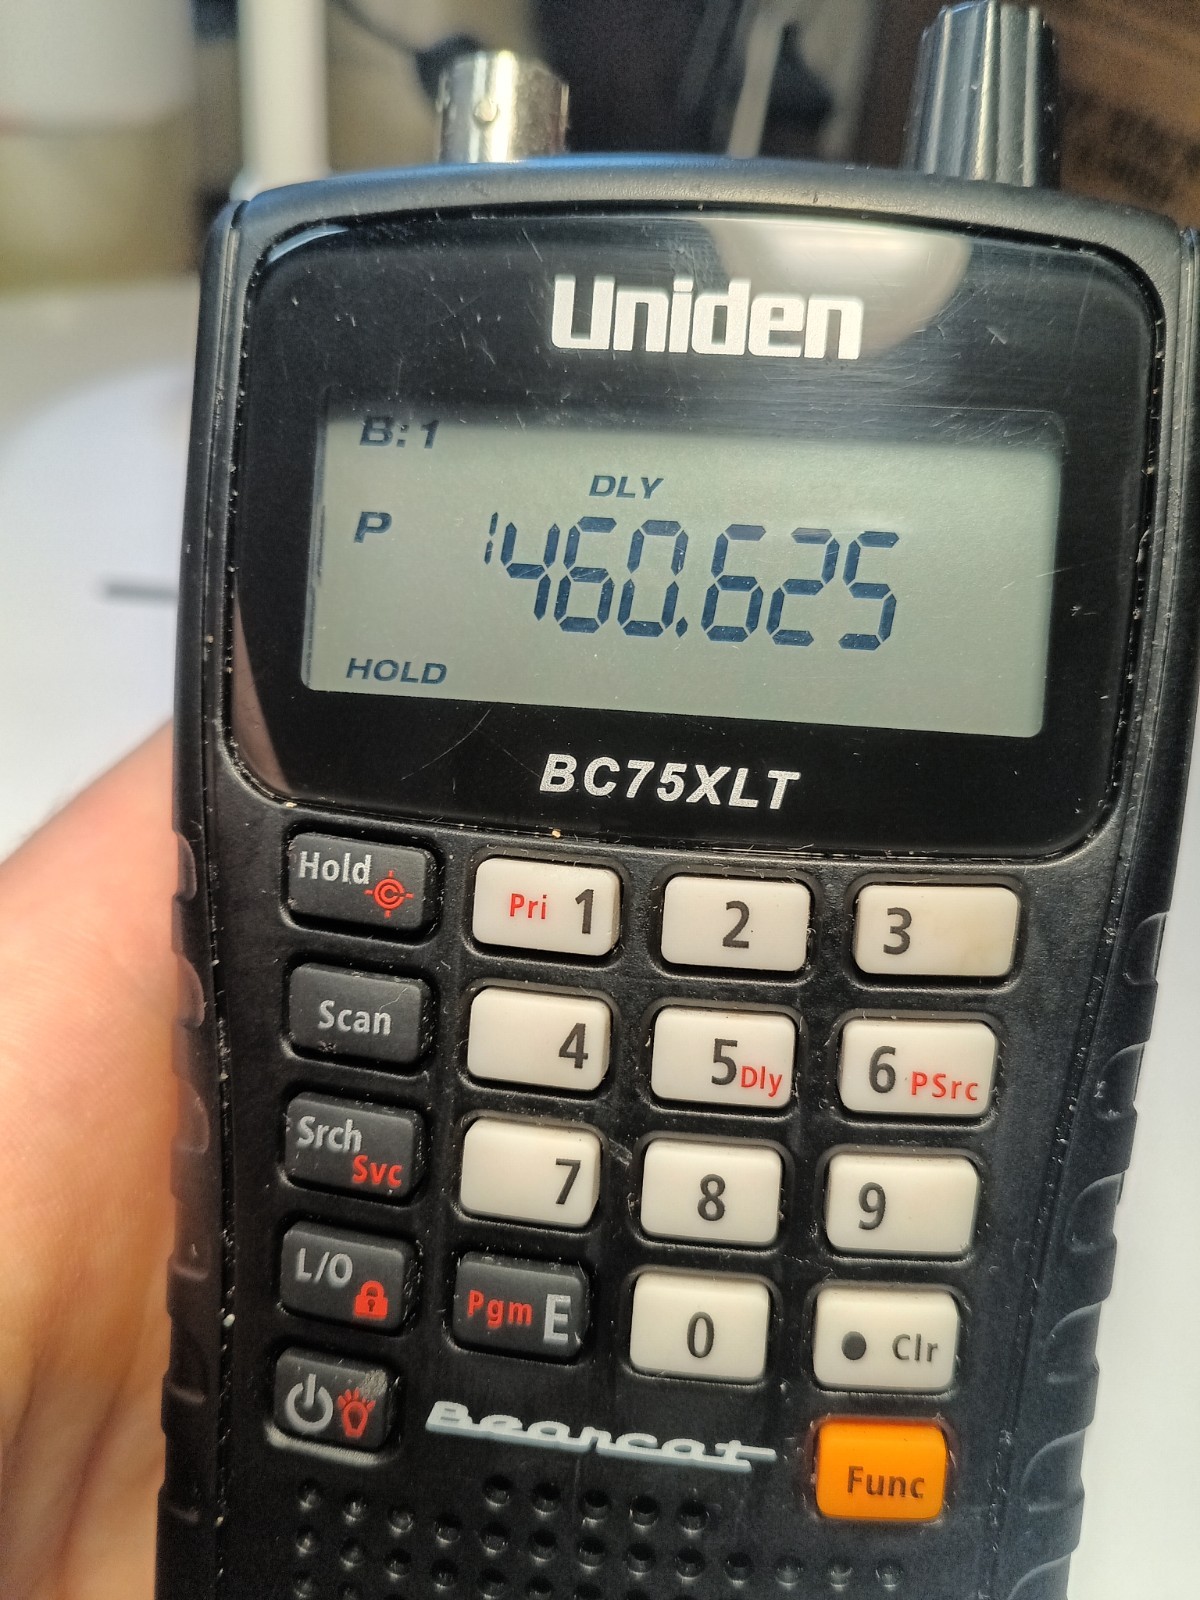 Uniden
B:1
DLY
P 1 460.625
HOLD
BC75XLT
Hold Pri 1 2 3
Scan 4 5 Dly 6 PSrc
Srch Svc 7 8 9
L/O Pgm E 0 • Clr
Bearcat
Func